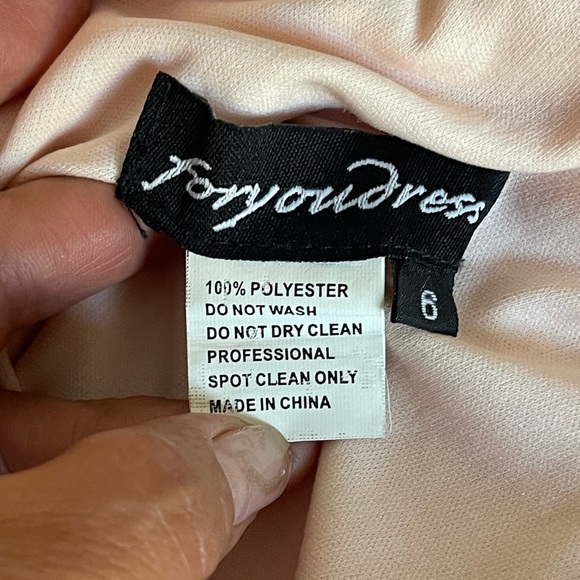 Foryoudress
6
100% POLYESTER
DO NOT WASH
DO NOT DRY CLEAN
PROFESSIONAL
SPOT CLEAN ONLY
MADE IN CHINA